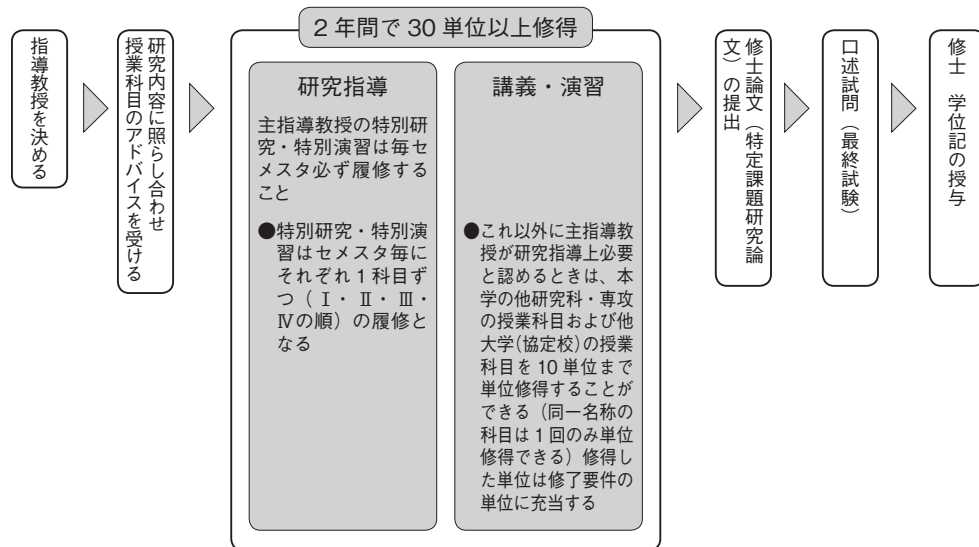 指導教授を決める
研究内容に照らし合わせ
授業科目のアドバイスを受ける
2年間で30単位以上修得
研究指導
主指導教授の特別研
究・特別演習は毎セ
メスタ必ず履修する
こと
●特別研究・特別演
習はセメスタ毎に
それぞれ1科目ず
つ(Ⅰ・Ⅱ・Ⅲ・
Ⅳの順)の履修と
なる
講義・演習
●これ以外に主指導教
授が研究指導上必要
と認めるときは、本
学の他研究科・専攻
の授業科目および他
大学(協定校)の授業
科目を10単位まで
単位修得することが
できる(同一名称の
科目は1回のみ単位
修得できる)修得し
た単位は修了要件の
単位に充当する
修士論文(特定課題研究論
文)の提出
口述試問(最終試験)
修士 学位記の授与